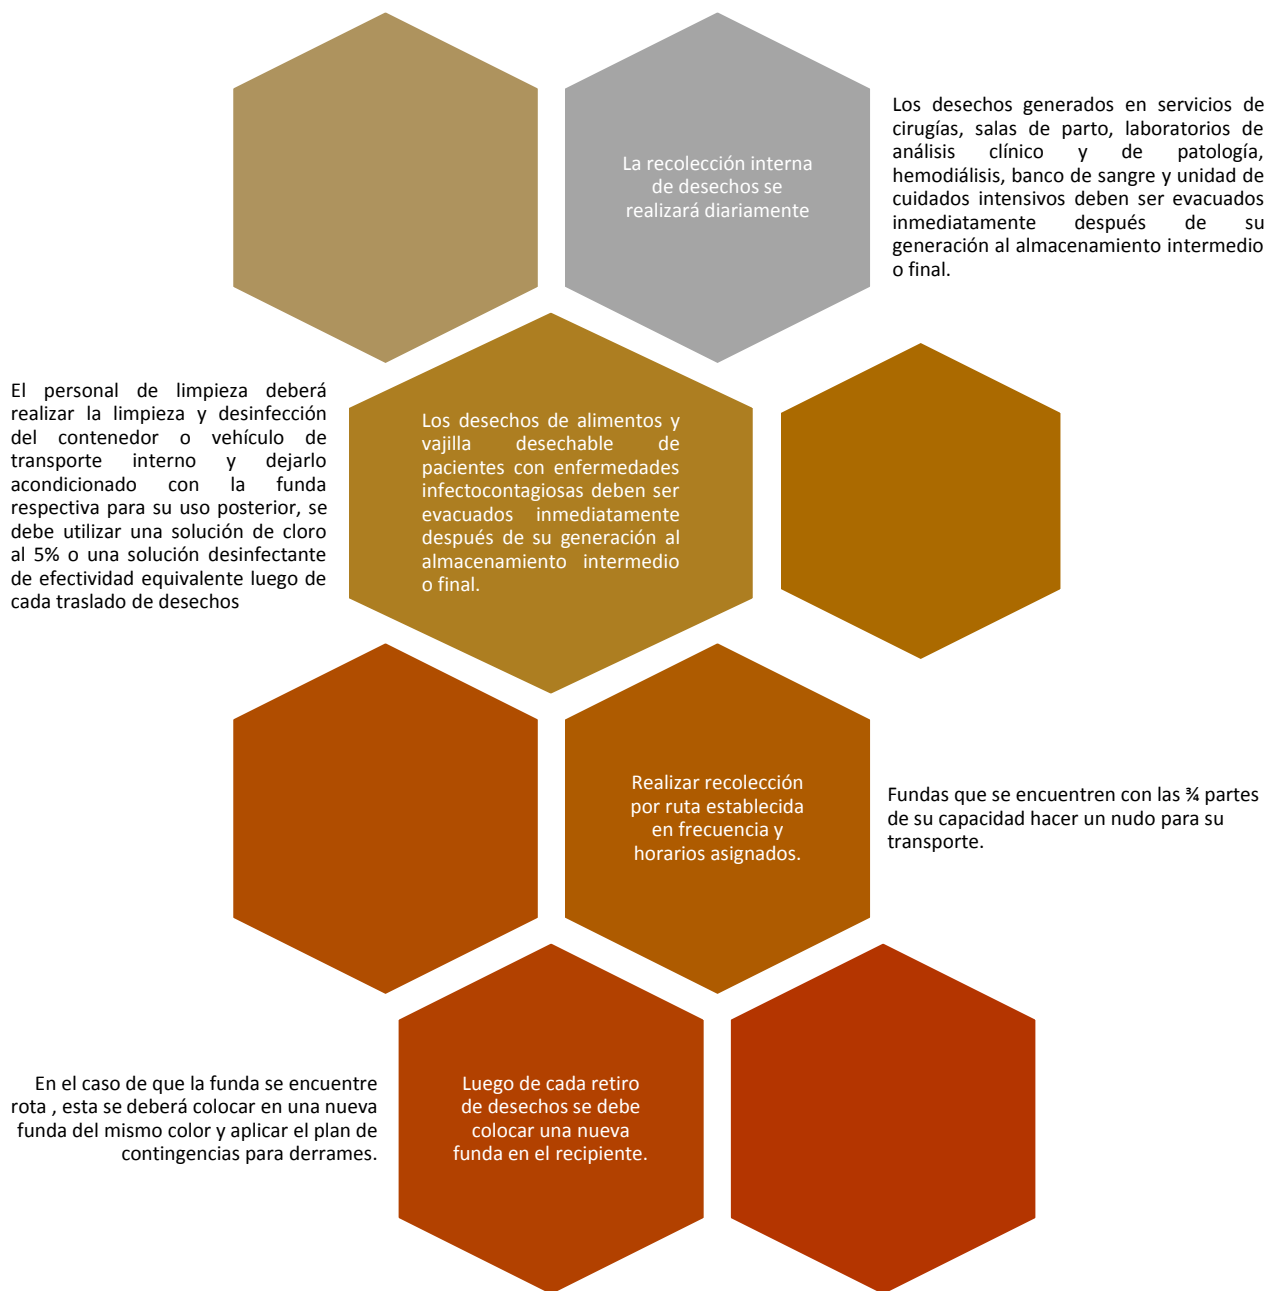 La recolección interna
de desechos se
realizará diariamente
Los desechos generados en servicios de
cirugías, salas de parto, laboratorios de
análisis clínico y de patología,
hemodiálisis, banco de sangre y unidad de
cuidados intensivos deben ser evacuados
inmediatamente después de su
generación al almacenamiento intermedio
o final.
El personal de limpieza deberá
realizar la limpieza y desinfección
del contenedor o vehículo de
transporte interno y dejarlo
acondicionado con la funda
respectiva para su uso posterior, se
debe utilizar una solución de cloro
al 5% o una solución desinfectante
de efectividad equivalente luego de
cada traslado de desechos
Los desechos de alimentos y
vajilla desechable de
pacientes con enfermedades
infectocontagiosas deben ser
evacuados inmediatamente
después de su generación al
almacenamiento intermedio
o final.
Realizar recolección
por ruta establecida
en frecuencia y
horarios asignados.
Fundas que se encuentren con las ¾ partes
de su capacidad hacer un nudo para su
transporte.
En el caso de que la funda se encuentre
rota , esta se deberá colocar en una nueva
funda del mismo color y aplicar el plan de
contingencias para derrames.
Luego de cada retiro
de desechos se debe
colocar una nueva
funda en el recipiente.